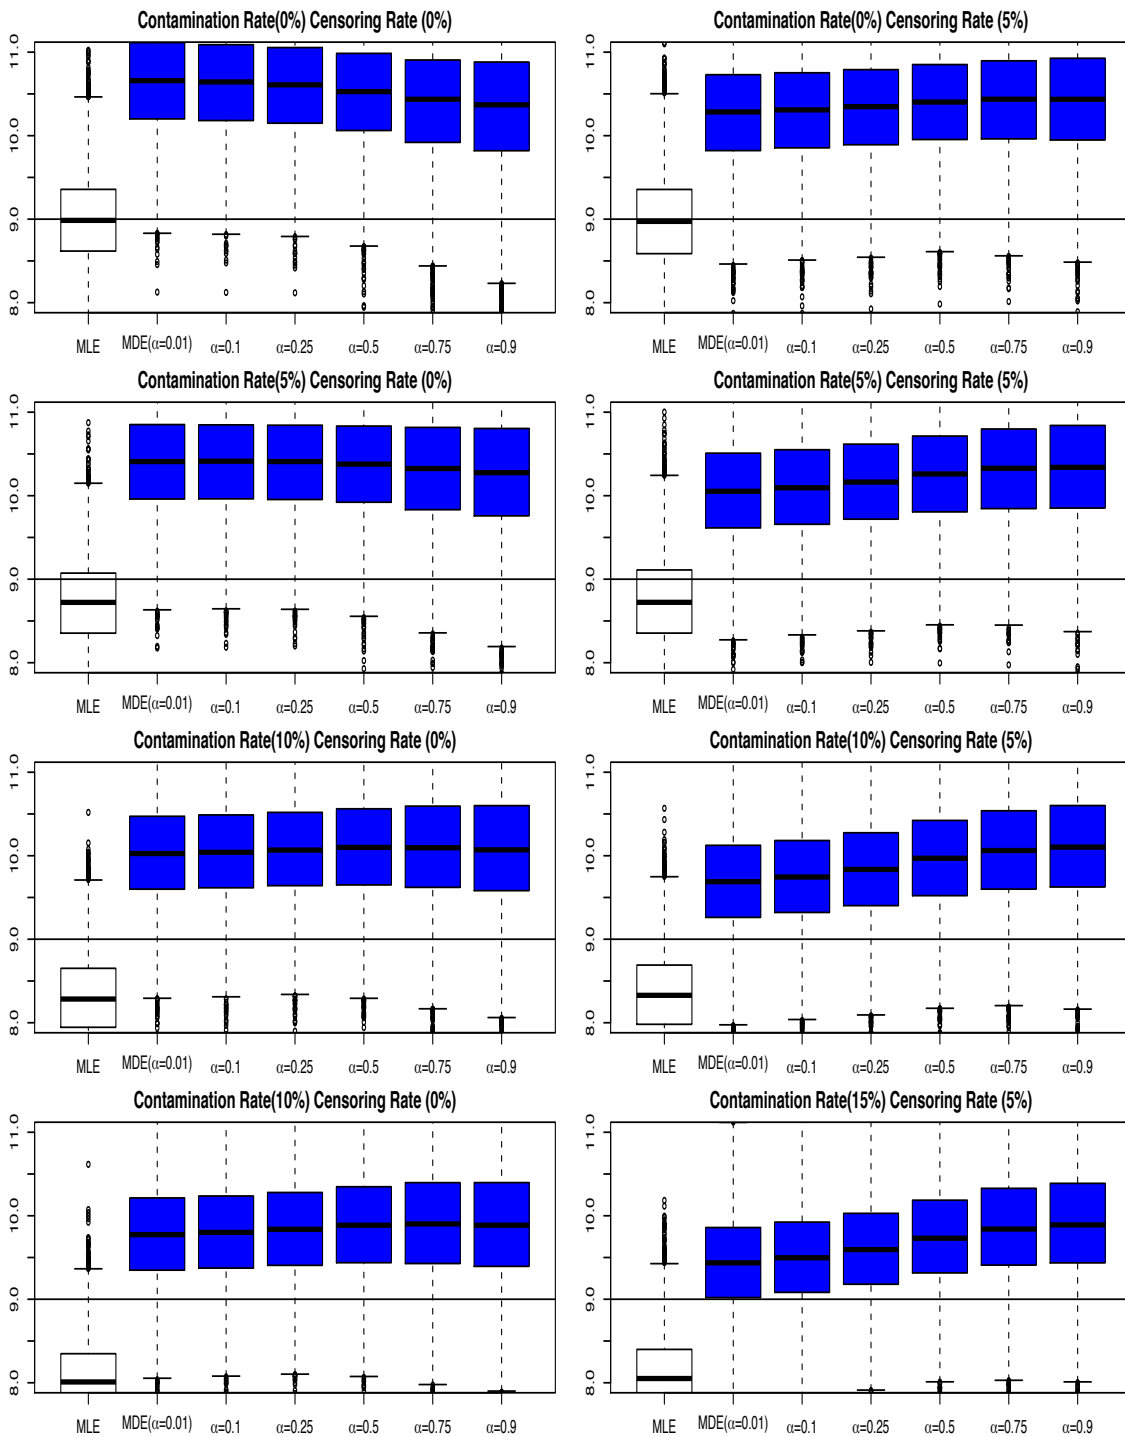 Contamination Rate(0%) Censoring Rate (0%)
11.0
10.0
9.0
8.0
MLE MDE(α=0.01) α=0.1 α=0.25 α=0.5 α=0.75 α=0.9
Contamination Rate(0%) Censoring Rate (5%)
11.0
10.0
9.0
8.0
MLE MDE(α=0.01) α=0.1 α=0.25 α=0.5 α=0.75 α=0.9
Contamination Rate(5%) Censoring Rate (0%)
11.0
10.0
9.0
8.0
MLE MDE(α=0.01) α=0.1 α=0.25 α=0.5 α=0.75 α=0.9
Contamination Rate(5%) Censoring Rate (5%)
11.0
10.0
9.0
8.0
MLE MDE(α=0.01) α=0.1 α=0.25 α=0.5 α=0.75 α=0.9
Contamination Rate(10%) Censoring Rate (0%)
11.0
10.0
9.0
8.0
MLE MDE(α=0.01) α=0.1 α=0.25 α=0.5 α=0.75 α=0.9
Contamination Rate(10%) Censoring Rate (5%)
11.0
10.0
9.0
8.0
MLE MDE(α=0.01) α=0.1 α=0.25 α=0.5 α=0.75 α=0.9
Contamination Rate(10%) Censoring Rate (0%)
11.0
10.0
9.0
8.0
MLE MDE(α=0.01) α=0.1 α=0.25 α=0.5 α=0.75 α=0.9
Contamination Rate(15%) Censoring Rate (5%)
11.0
10.0
9.0
8.0
MLE MDE(α=0.01) α=0.1 α=0.25 α=0.5 α=0.75 α=0.9